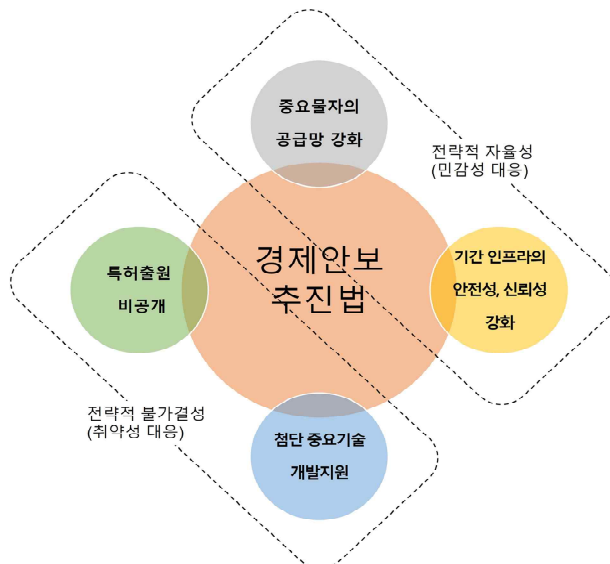 중요물자의
공급망 강화
전략적 자율성
(민감성 대응)
경제안보
추진법
특허출원
비공개
기간 인프라의
안전성, 신뢰성
강화
전략적 불가결성
(취약성 대응)
첨단 중요기술
개발지원